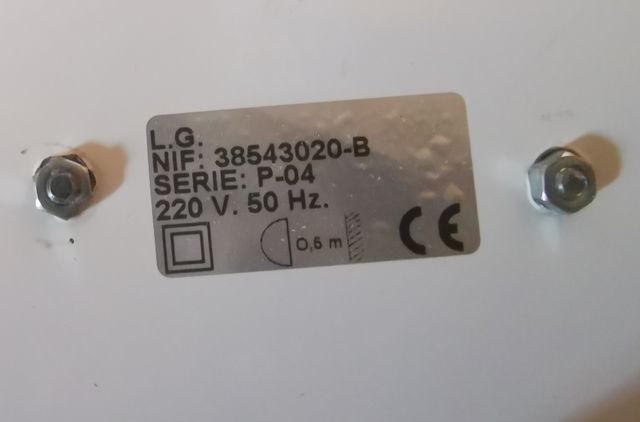 L.G.
NIF: 38543020-B
SERIE: P-04
220 V. 50 Hz.
0,5 m
CE